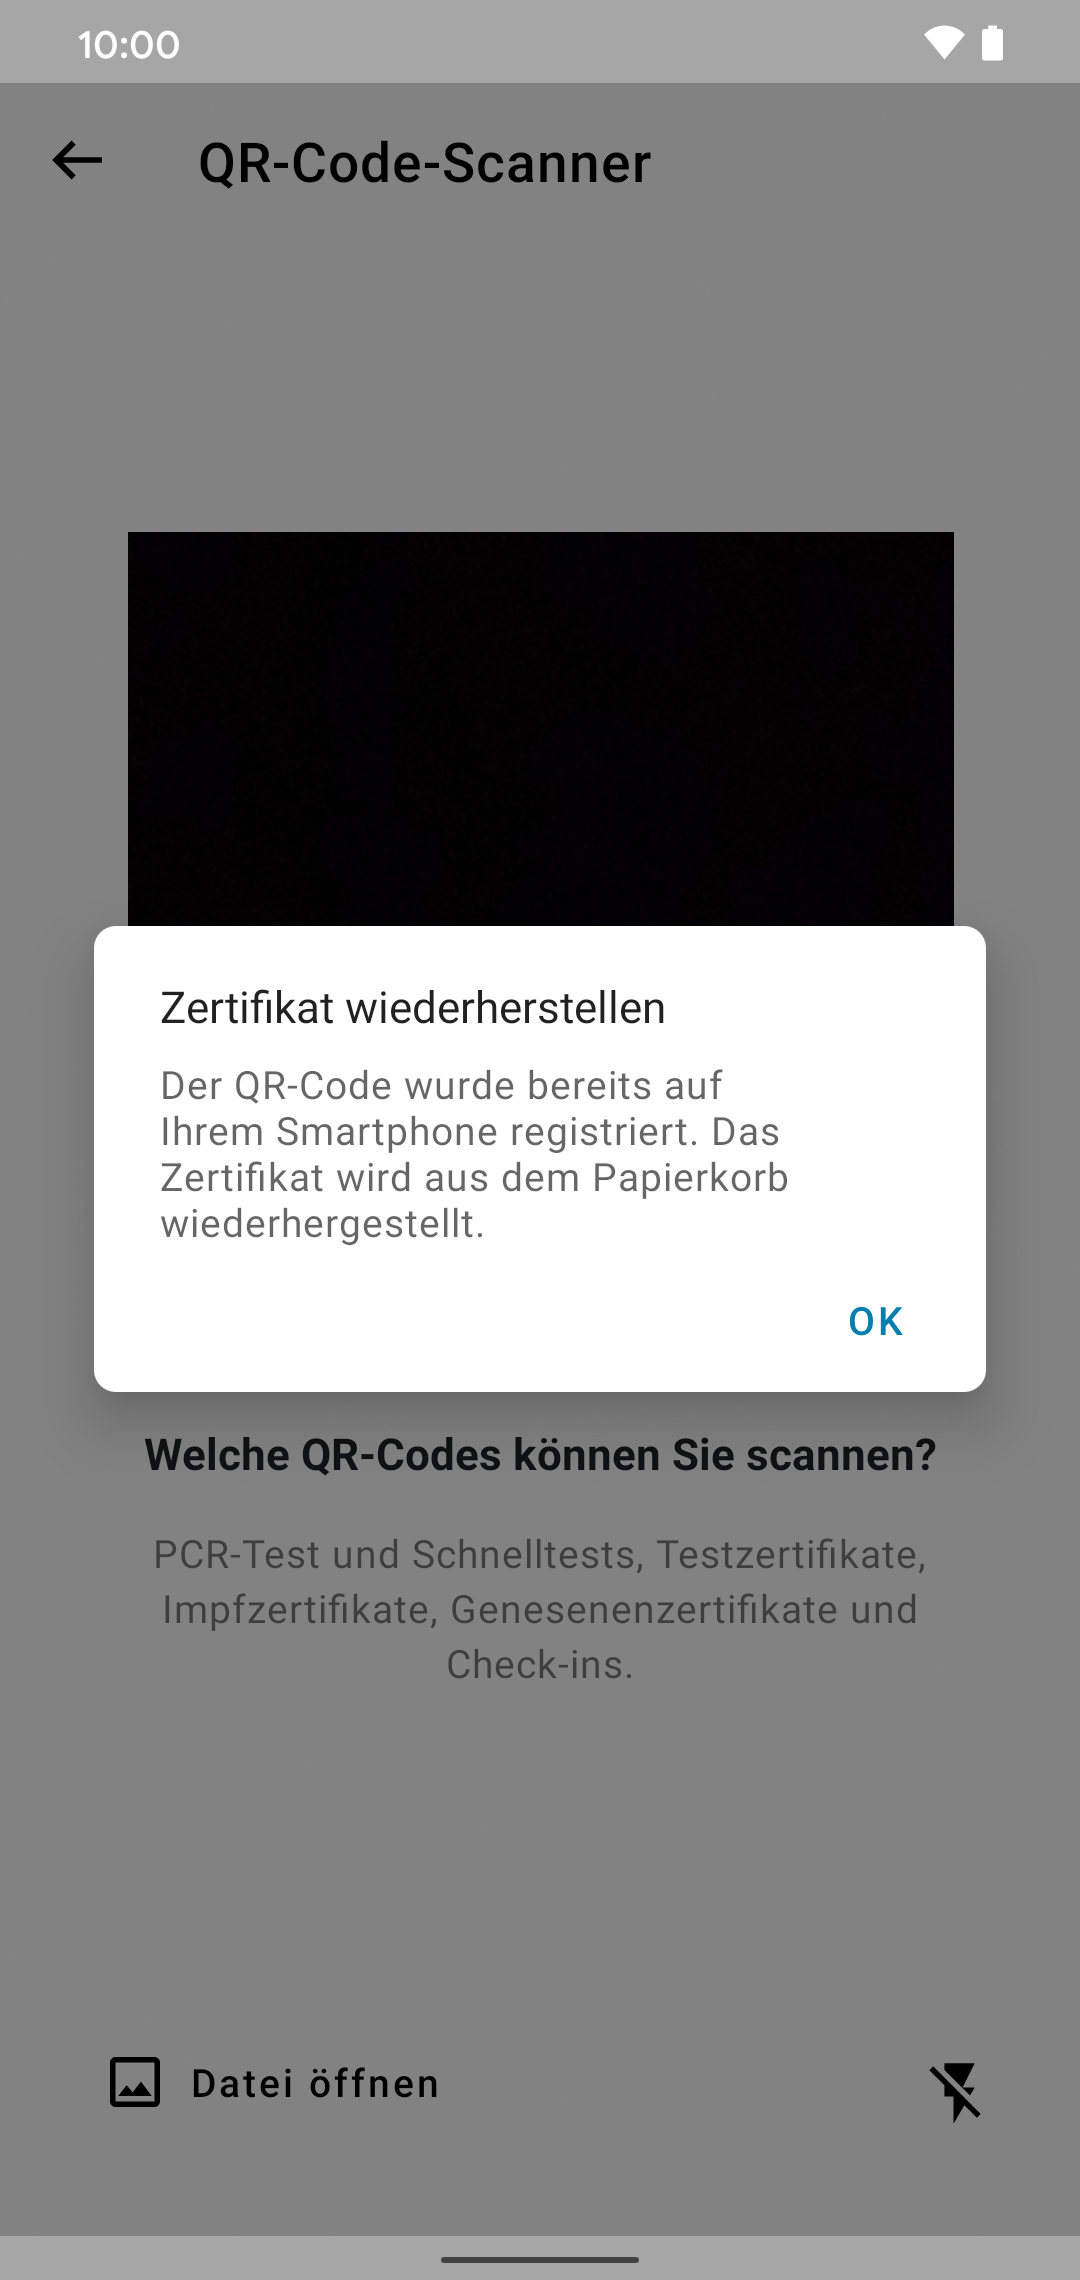 10:00
QR-Code-Scanner
Zertifikat wiederherstellen
Der QR-Code wurde bereits auf
Ihrem Smartphone registriert. Das
Zertifikat wird aus dem Papierkorb
wiederhergestellt.
OK
Welche QR-Codes können Sie scannen?
PCR-Test und Schnelltests, Testzertifikate,
Impfzertifikate, Genesenenzertifikate und
Check-ins.
Datei öffnen